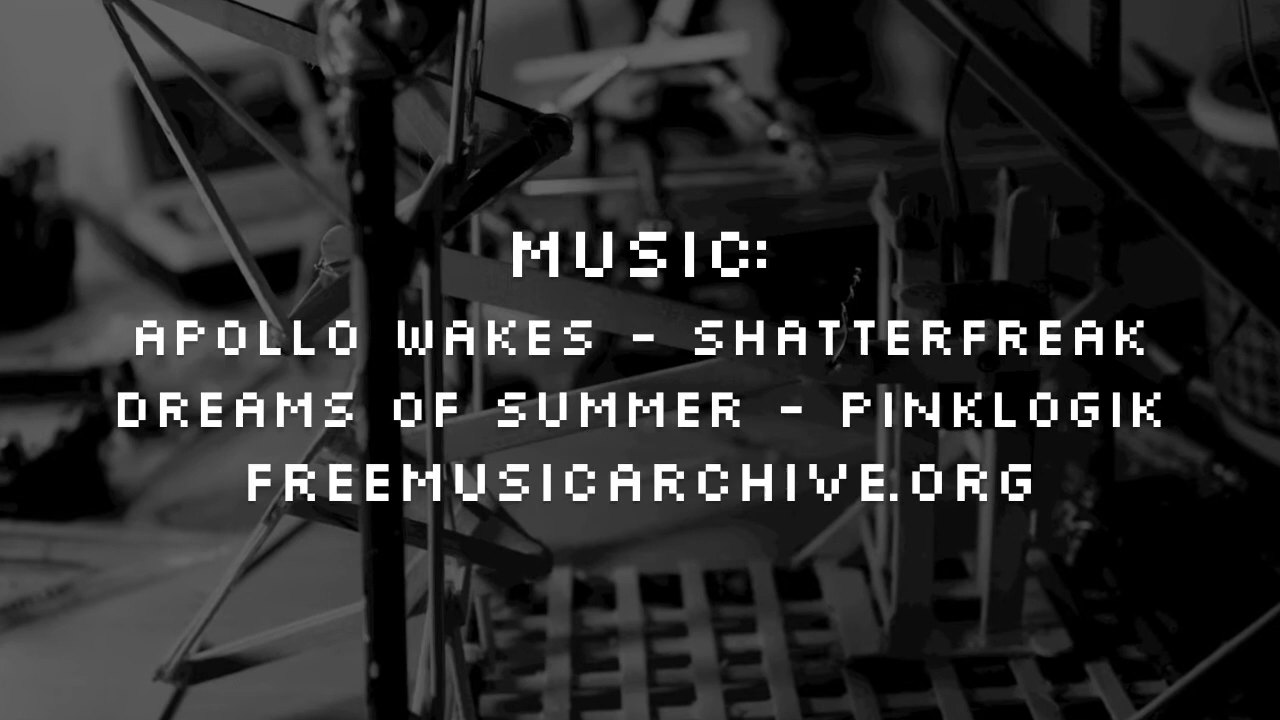 MUSIC:
APOLLO WAKES - SHATTERFREAK
DREAMS OF SUMMER - PINKLOGIK
FREEMUSICARCHIVE.ORG